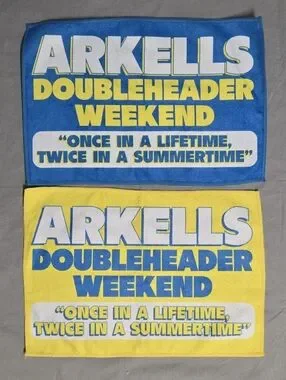 ARKELLS
DOUBLEHEADER
WEEKEND
"ONCE IN A LIFETIME,
TWICE IN A SUMMERTIME"
ARKELLS
DOUBLEHEADER
WEEKEND
"ONCE IN A LIFETIME,
TWICE IN A SUMMERTIME"